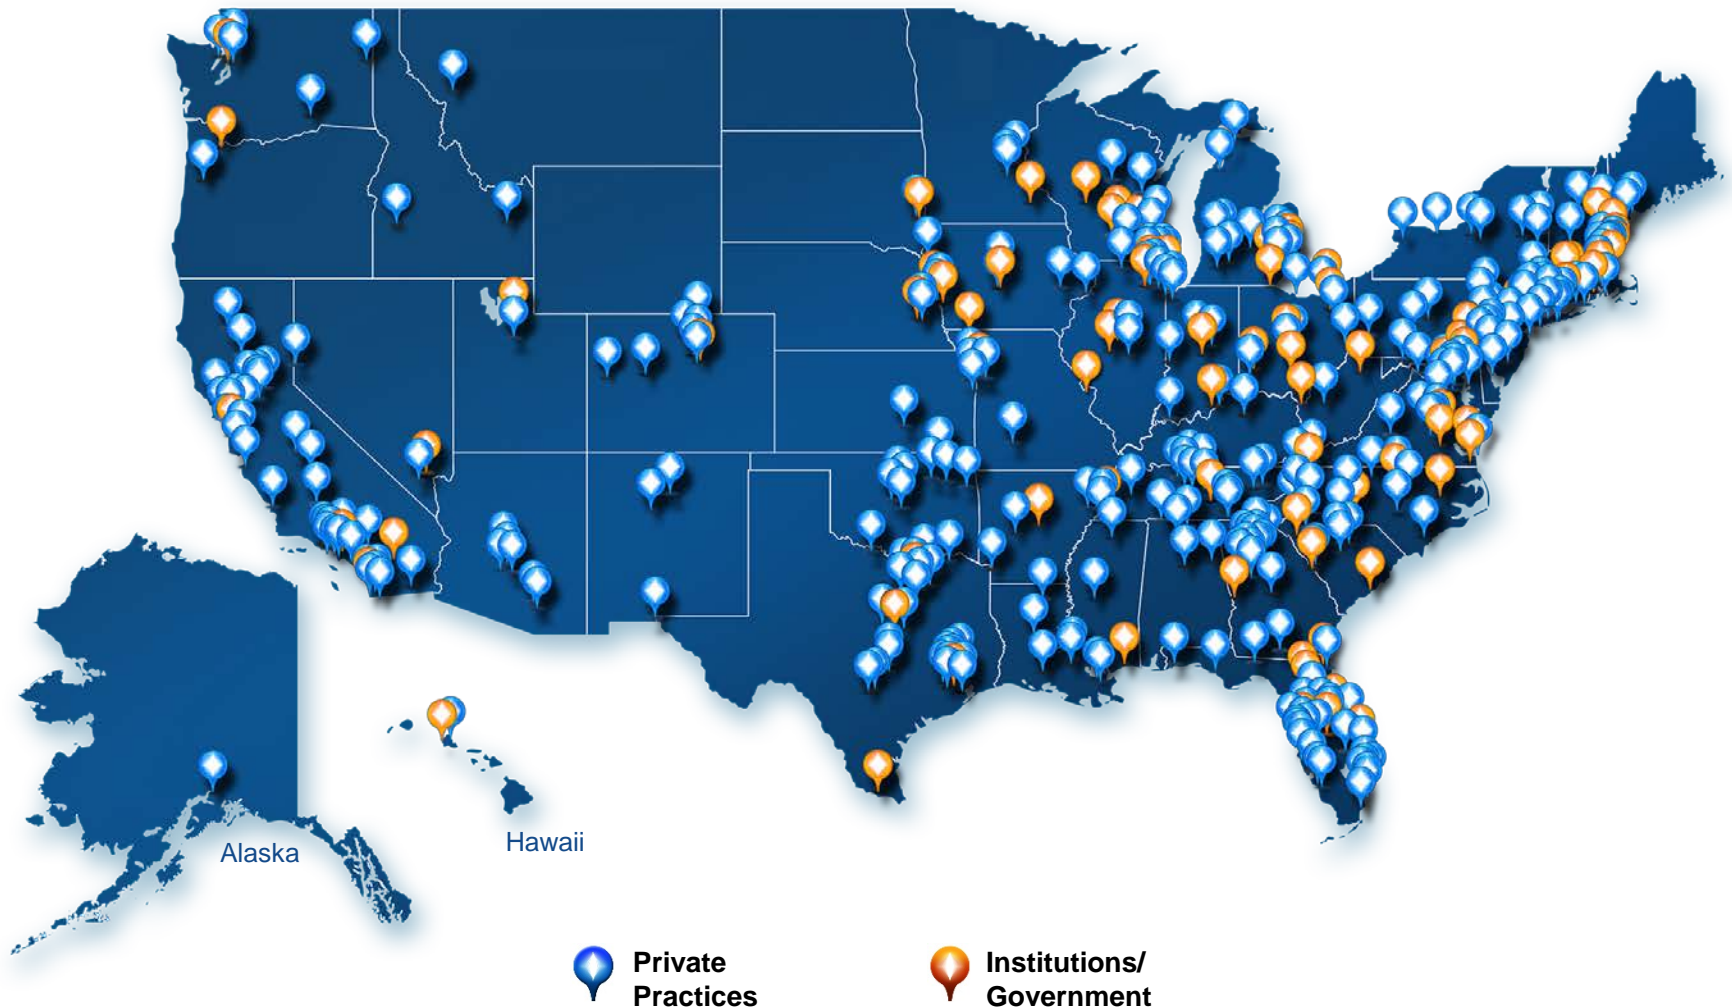 Alaska
Hawaii
Private
Practices
Institutions/
Government